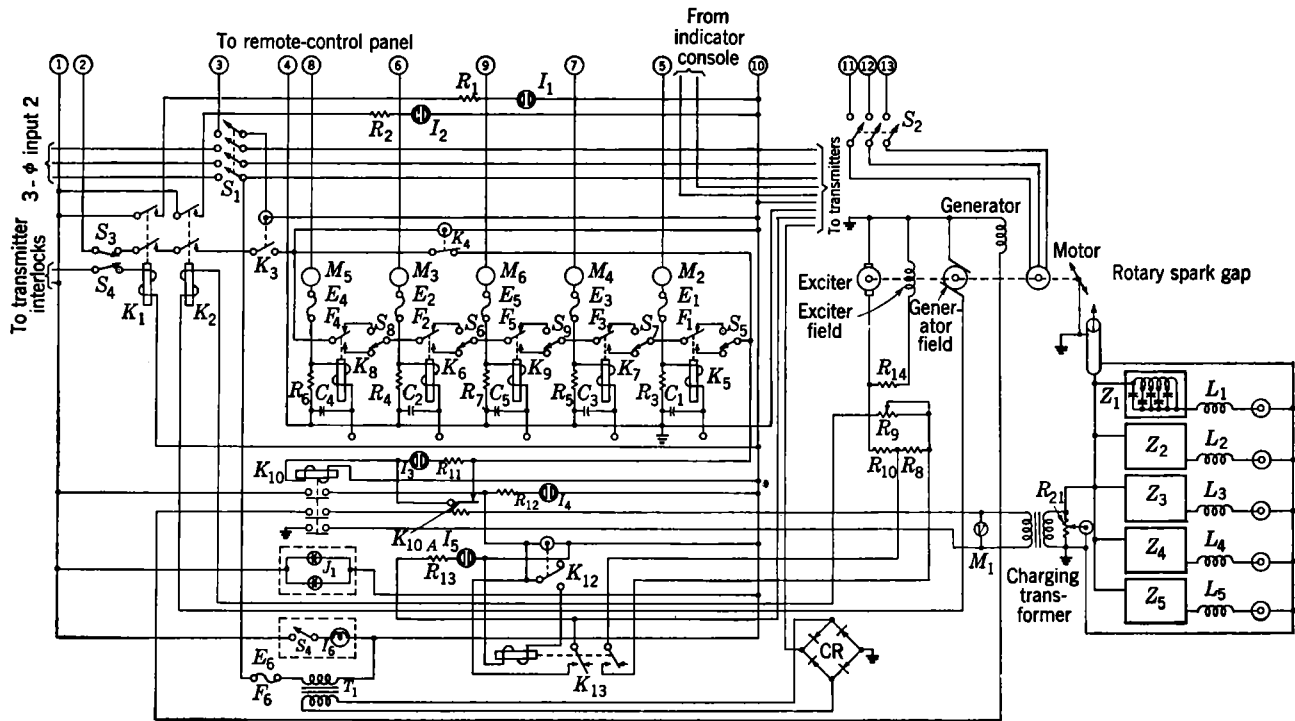 To remote-control panel
From indicator console
1 2 3 4 8 6 9 7 5 10 11 12 13
R1 I1
R2 I2
S2
3-ϕ input 2
S1
To transmitters
To transmitter interlocks
S3
S4
K1 K2 K3 K4
Generator
Motor
Rotary spark gap
Exciter
Exciter field
Generator field
M5 M3 M6 M4 M2
E4 E2 E5 E3 E1
F4 S8 F2 S6 F5 S9 F3 S7 F1 S5
K8 K6 K9 K7 K5
R6 C4 R4 C2 R7 C5 R5 C3 R3 C1
R14
R9
R10 R8
Z1 L1
Z2 L2
Z3 L3
Z4 L4
Z5 L5
K10 I3 R11
R12 I4
K10A I5
R13
K12
J1
M1
R21
Charging transformer
S4 I6
E6
F6
T1
K13
CR